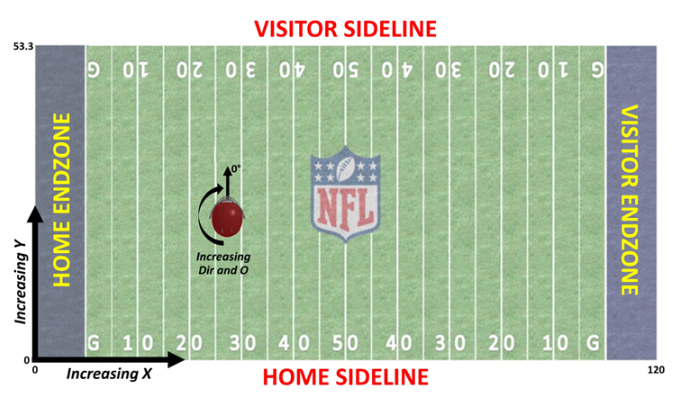 VISITOR SIDELINE
53.3
G 10 20 30 40 50 40 30 20 10 G
HOME ENDZONE
VISITOR ENDZONE
0°
NFL
Increasing
Dir and O
Increasing Y
G 10 20 30 40 50 40 30 20 10 G
0
0
120
Increasing X
HOME SIDELINE